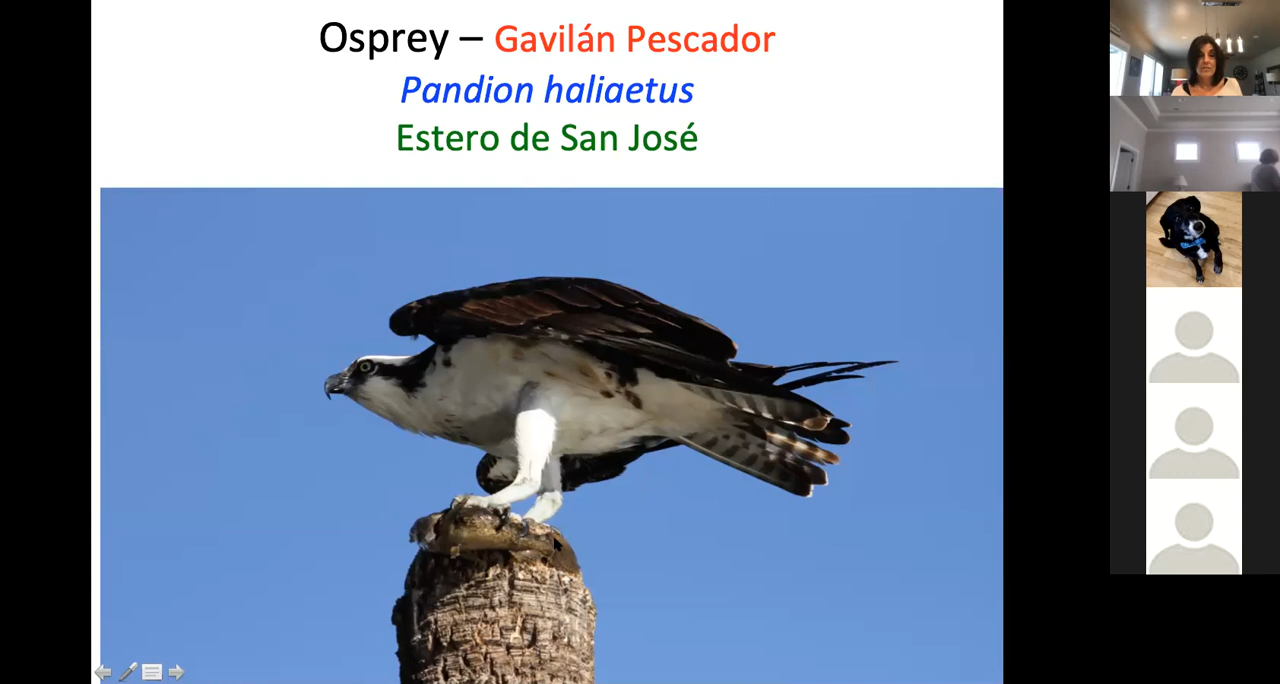 Osprey – Gavilán Pescador
Pandion haliaetus
Estero de San José